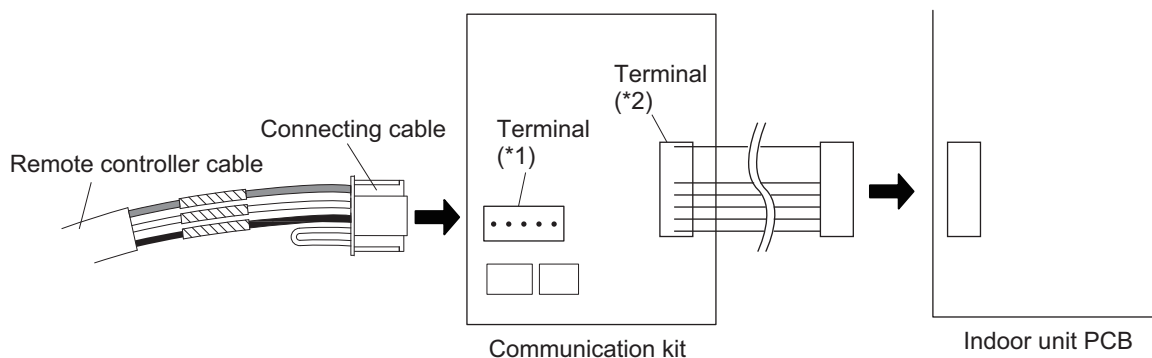 Terminal
(*2)
Connecting cable
Terminal
(*1)
Remote controller cable
Communication kit
Indoor unit PCB